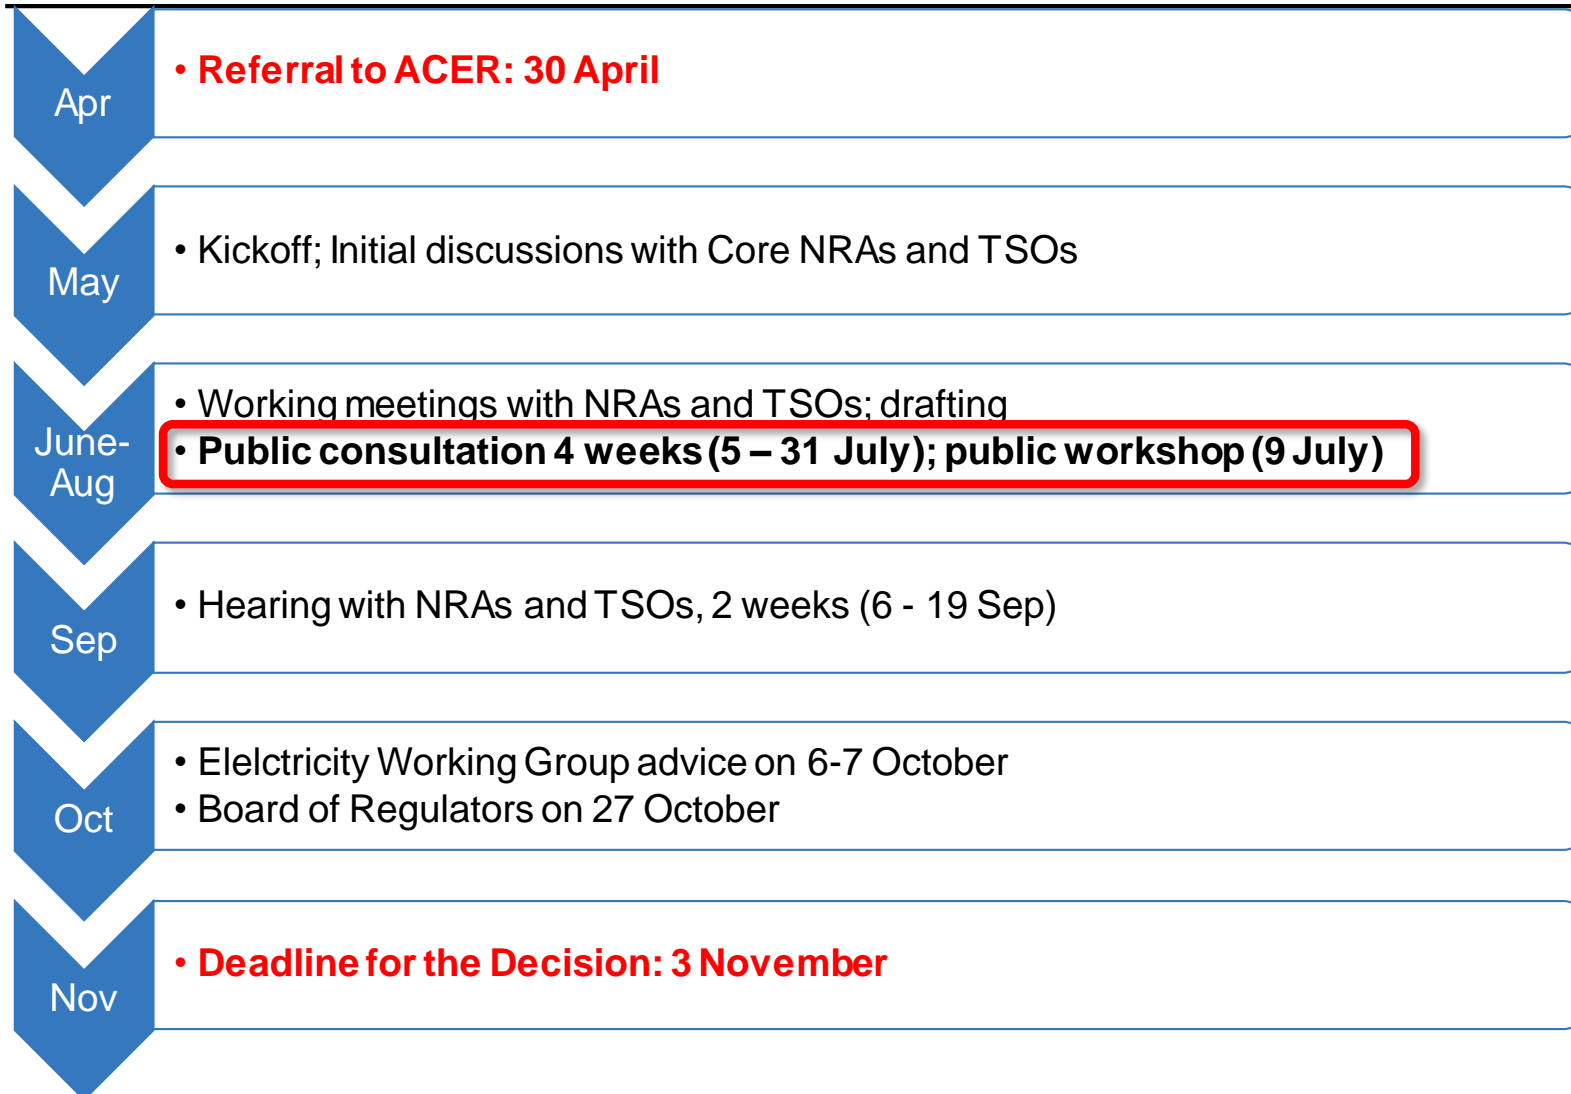 Apr
• Referral to ACER: 30 April
May
• Kickoff; Initial discussions with Core NRAs and TSOs
June-
Aug
• Working meetings with NRAs and TSOs; drafting
• Public consultation 4 weeks (5 – 31 July); public workshop (9 July)
Sep
• Hearing with NRAs and TSOs, 2 weeks (6 - 19 Sep)
Oct
• Elelctricity Working Group advice on 6-7 October
• Board of Regulators on 27 October
Nov
• Deadline for the Decision: 3 November